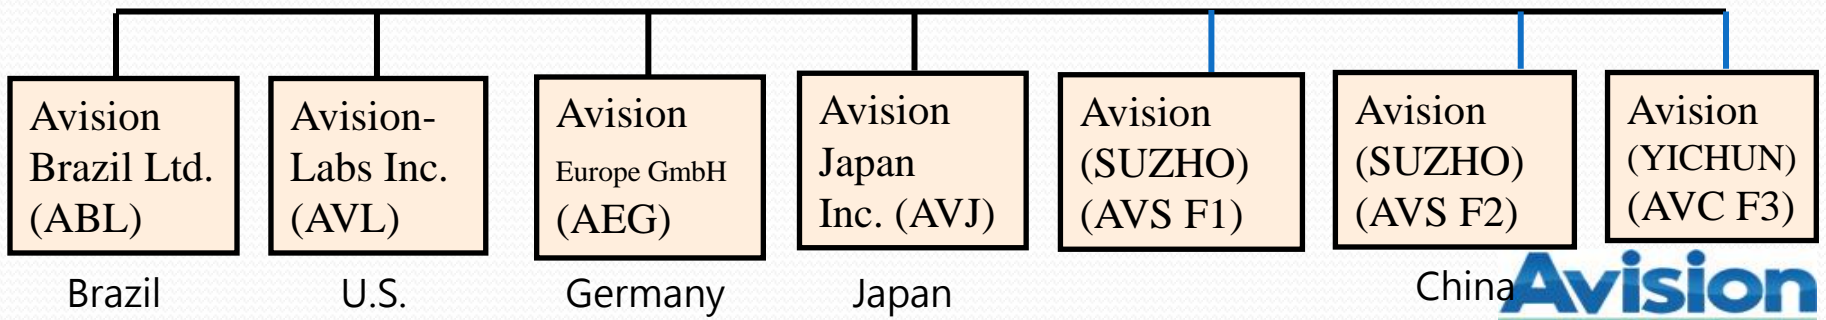 Avision
Brazil Ltd.
(ABL)
Avision-
Labs Inc.
(AVL)
Avision
Europe GmbH
(AEG)
Avision
Japan
Inc. (AVJ)
Avision
(SUZHO)
(AVS F1)
Avision
(SUZHO)
(AVS F2)
Avision
(YICHUN)
(AVC F3)
Brazil
U.S.
Germany
Japan
China
Avision